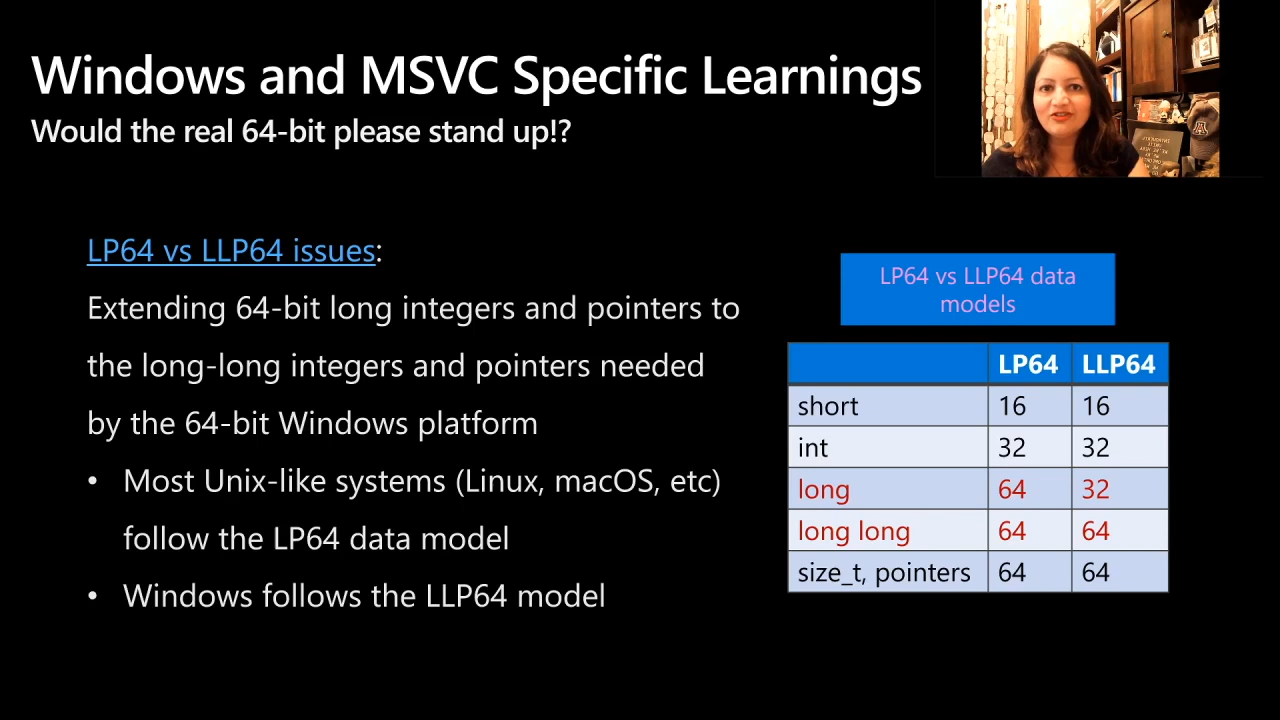 Windows and MSVC Specific Learnings
Would the real 64-bit please stand up!?
LP64 vs LLP64 issues:
Extending 64-bit long integers and pointers to
the long-long integers and pointers needed
by the 64-bit Windows platform
• Most Unix-like systems (Linux, macOS, etc)
follow the LP64 data model
• Windows follows the LLP64 model
LP64 vs LLP64 data
models
LP64 LLP64
short 16 16
int 32 32
long 64 32
long long 64 64
size_t, pointers 64 64